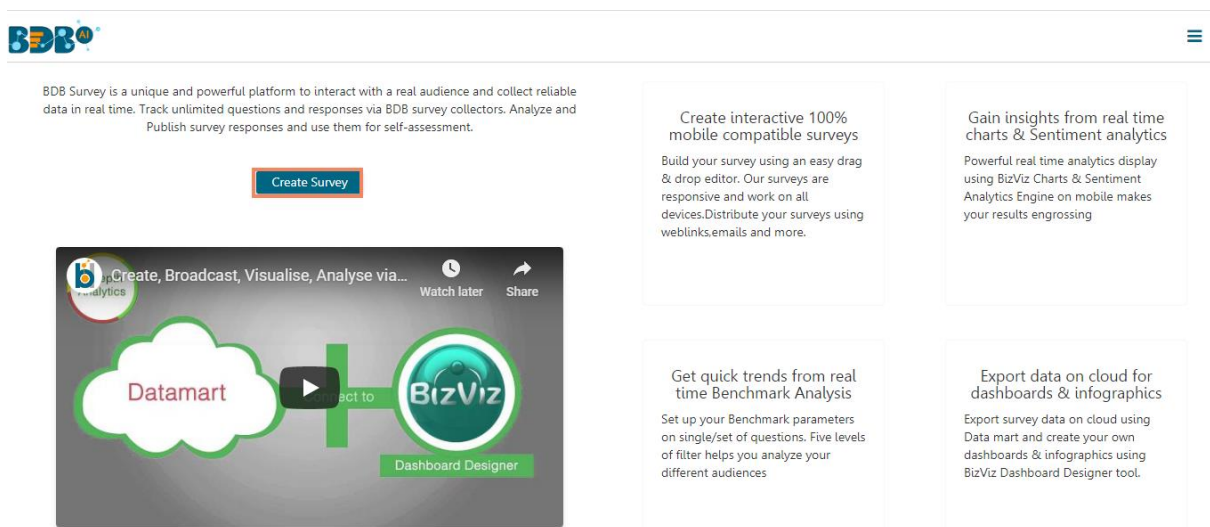 BDB AI
BDB Survey is a unique and powerful platform to interact with a real audience and collect reliable
data in real time. Track unlimited questions and responses via BDB survey collectors. Analyze and
Publish survey responses and use them for self-assessment.
Create Survey
Create, Broadcast, Visualise, Analyse via...
Watch later
Share
Analytics
Datamart
Connect to
BizViz
Dashboard Designer
Create interactive 100%
mobile compatible surveys
Build your survey using an easy drag
& drop editor. Our surveys are
responsive and work on all
devices.Distribute your surveys using
weblinks,emails and more.
Gain insights from real time
charts & Sentiment analytics
Powerful real time analytics display
using BizViz Charts & Sentiment
Analytics Engine on mobile makes
your results engrossing
Get quick trends from real
time Benchmark Analysis
Set up your Benchmark parameters
on single/set of questions. Five levels
of filter helps you analyze your
different audiences
Export data on cloud for
dashboards & infographics
Export survey data on cloud using
Data mart and create your own
dashboards & infographics using
BizViz Dashboard Designer tool.